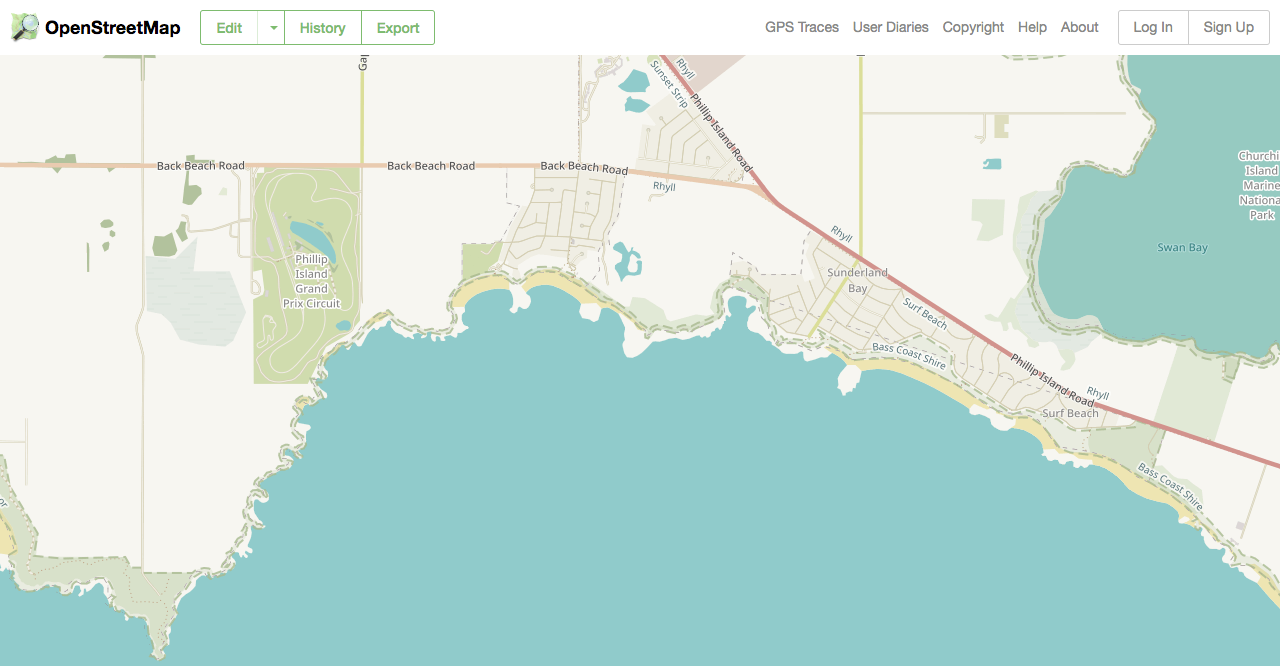 OpenStreetMap
Edit
History
Export
GPS Traces
User Diaries
Copyright
Help
About
Log In
Sign Up
Rhyll
Sunset Strip
Phillip Island Road
Back Beach Road
Back Beach Road
Back Beach Road
Rhyll
Churchi
Island
Marine
Nationa
Park
Swan Bay
Rhyll
Phillip
Island
Grand
Prix Circuit
Sunderland
Bay
Surf Beach
Bass Coast Shire
Phillip Island Road
Rhyll
Surf Beach
Bass Coast Shire
or